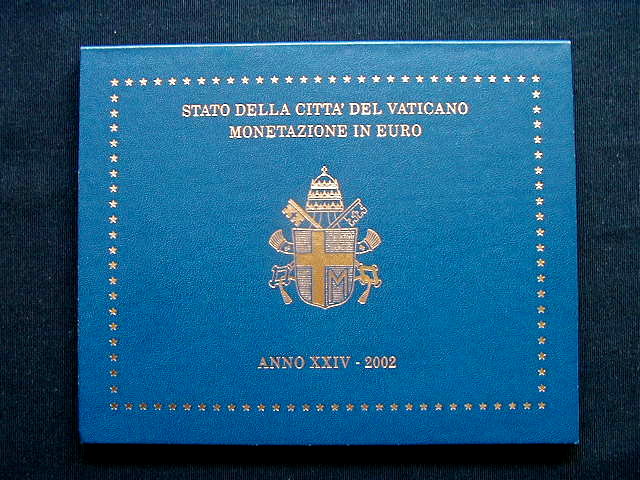 STATO DELLA CITTA' DEL VATICANO
MONETAZIONE IN EURO
M
ANNO XXIV - 2002